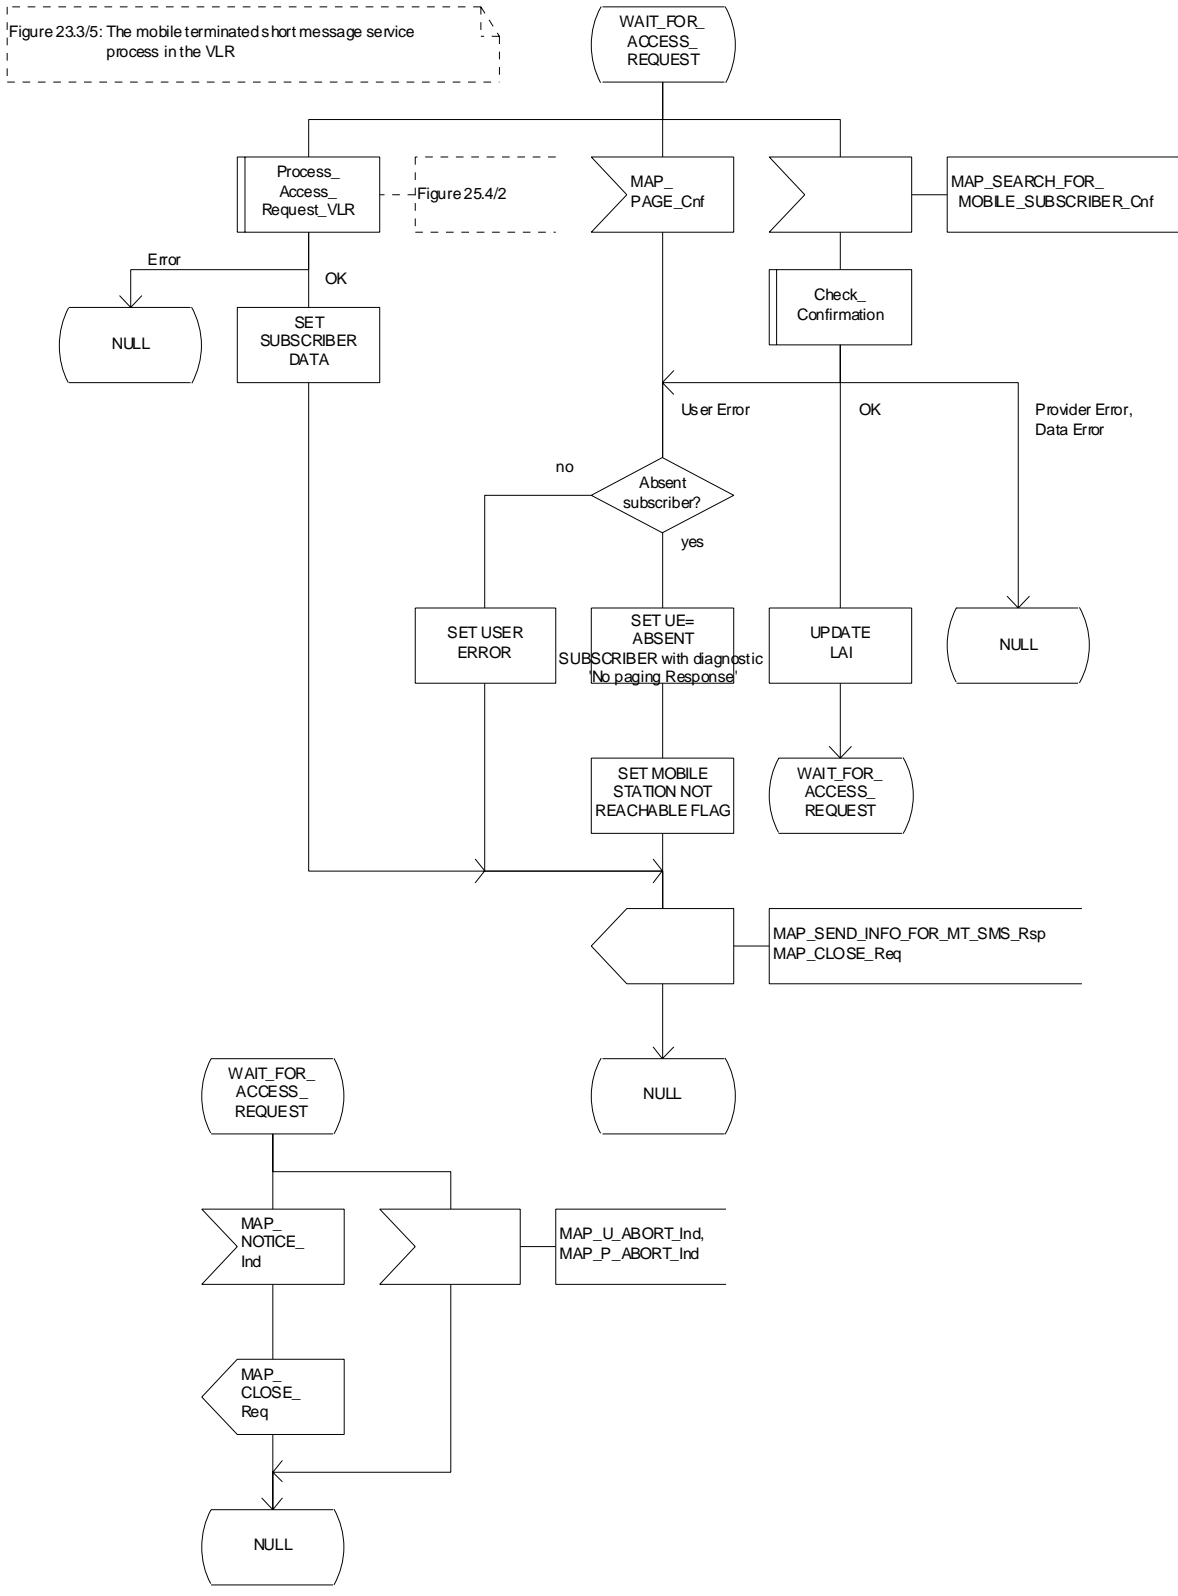 Figure 23.3/5: The mobile terminated short message service
process in the VLR
WAIT_FOR_
ACCESS_
REQUEST
Process_
Access_
Request_VLR
Figure 25.4/2
MAP_
PAGE_Cnf
MAP_SEARCH_FOR_
MOBILE_SUBSCRIBER_Cnf
Error
OK
NULL
SET
SUBSCRIBER
DATA
Check_
Confirmation
User Error
OK
Provider Error,
Data Error
no
Absent
subscriber?
yes
SET USER
ERROR
SET UE=
ABSENT
SUBSCRIBER with diagnostic
'No paging Response'
UPDATE
LAI
NULL
SET MOBILE
STATION NOT
REACHABLE FLAG
WAIT_FOR_
ACCESS_
REQUEST
MAP_SEND_INFO_FOR_MT_SMS_Rsp
MAP_CLOSE_Req
NULL
WAIT_FOR_
ACCESS_
REQUEST
MAP_
NOTICE_
Ind
MAP_U_ABORT_Ind,
MAP_P_ABORT_Ind
MAP_
CLOSE_
Req
NULL